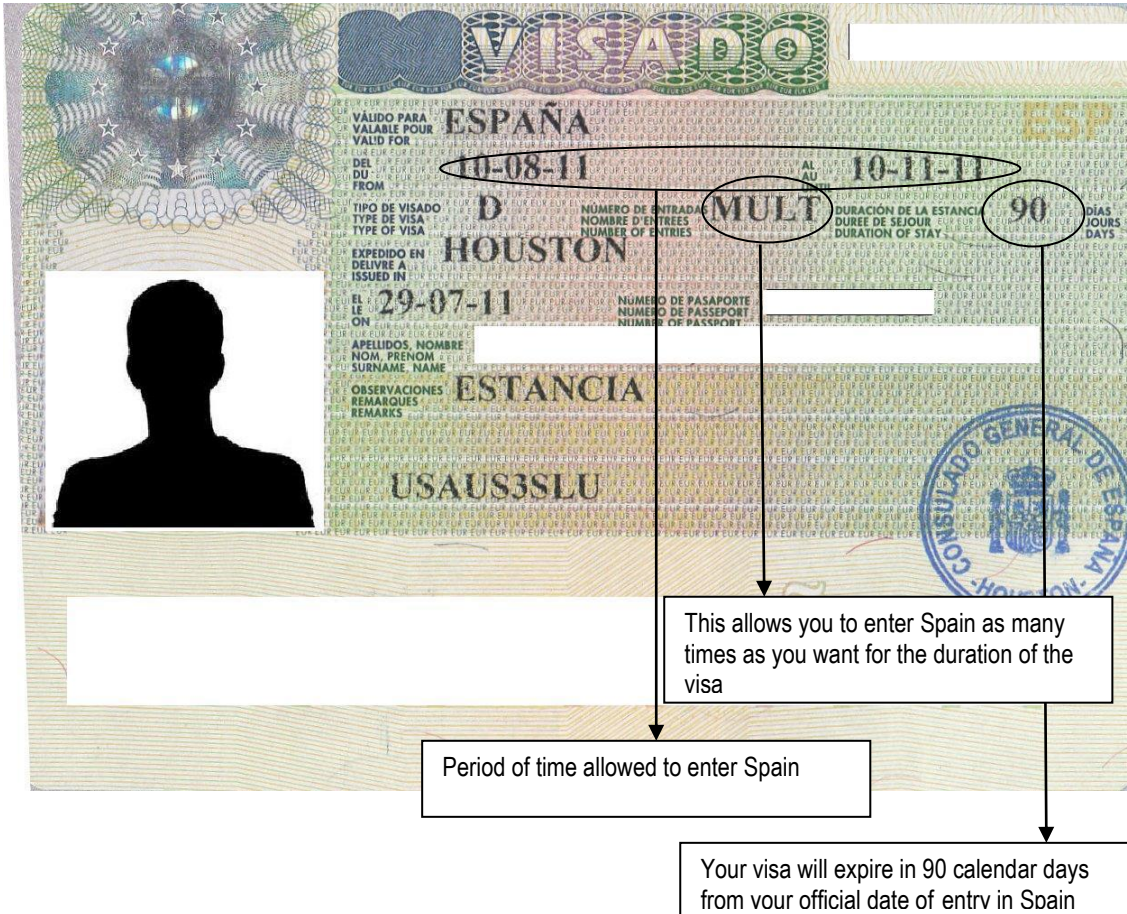 VISADO
VÁLIDO PARA
VALABLE POUR
VALID FOR
ESPAÑA
ESP
DEL
DU
FROM
10-08-11
AL
AU
10-11-11
TIPO DE VISADO
TYPE DE VISA
TYPE OF VISA
D
NÚMERO DE ENTRADAS
NOMBRE D'ENTREES
NUMBER OF ENTRIES
MULT
DURACIÓN DE LA ESTANCIA
DUREE DE SEJOUR
DURATION OF STAY
90
DÍAS
JOURS
DAYS
EXPEDIDO EN
DELIVRE A
ISSUED IN
HOUSTON
EL
LE
ON
29-07-11
NÚMERO DE PASAPORTE
NUMERO DE PASSEPORT
NUMBER OF PASSPORT
APELLIDOS, NOMBRE
NOM, PRENOM
SURNAME, NAME
OBSERVACIONES
REMARQUES
REMARKS
ESTANCIA
USAUS3SLU
CONSULADO GENERAL DE ESPAÑA
This allows you to enter Spain as many
times as you want for the duration of the
visa
Period of time allowed to enter Spain
Your visa will expire in 90 calendar days
from your official date of entry in Spain